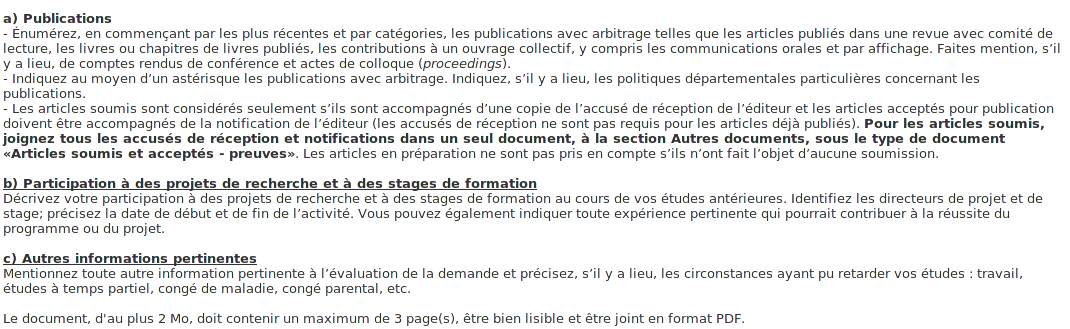 a) Publications
- Énumérez, en commençant par les plus récentes et par catégories, les publications avec arbitrage telles que les articles publiés dans une revue avec comité de
lecture, les livres ou chapitres de livres publiés, les contributions à un ouvrage collectif, y compris les communications orales et par affichage. Faites mention, s’il
y a lieu, de comptes rendus de conférence et actes de colloque (proceedings).
- Indiquez au moyen d’un astérisque les publications avec arbitrage. Indiquez, s’il y a lieu, les politiques départementales particulières concernant les
publications.
- Les articles soumis sont considérés seulement s’ils sont accompagnés d’une copie de l’accusé de réception de l’éditeur et les articles acceptés pour publication
doivent être accompagnés de la notification de l’éditeur (les accusés de réception ne sont pas requis pour les articles déjà publiés). Pour les articles soumis,
joignez tous les accusés de réception et notifications dans un seul document, à la section Autres documents, sous le type de document
«Articles soumis et acceptés - preuves». Les articles en préparation ne sont pas pris en compte s’ils n’ont fait l’objet d’aucune soumission.
b) Participation à des projets de recherche et à des stages de formation
Décrivez votre participation à des projets de recherche et à des stages de formation au cours de vos études antérieures. Identifiez les directeurs de projet et de
stage; précisez la date de début et de fin de l’activité. Vous pouvez également indiquer toute expérience pertinente qui pourrait contribuer à la réussite du
programme ou du projet.
c) Autres informations pertinentes
Mentionnez toute autre information pertinente à l’évaluation de la demande et précisez, s’il y a lieu, les circonstances ayant pu retarder vos études : travail,
études à temps partiel, congé de maladie, congé parental, etc.
Le document, d'au plus 2 Mo, doit contenir un maximum de 3 page(s), être bien lisible et être joint en format PDF.